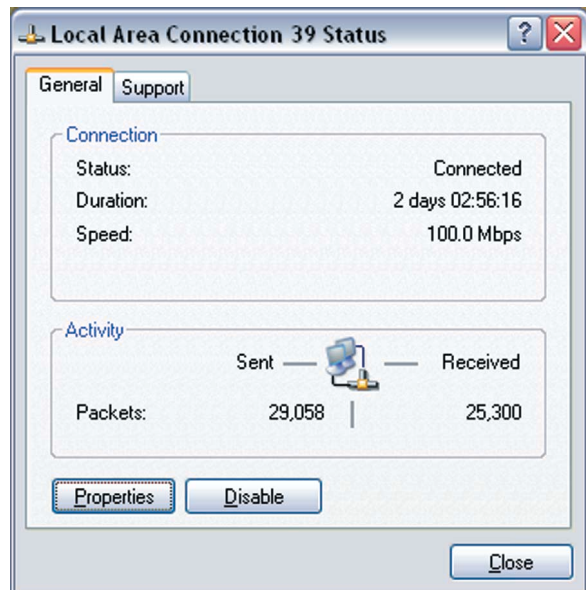 Local Area Connection 39 Status
General Support
Connection
Status: Connected
Duration: 2 days 02:56:16
Speed: 100.0 Mbps
Activity
Sent Received
Packets: 29,058 25,300
Properties Disable
Close